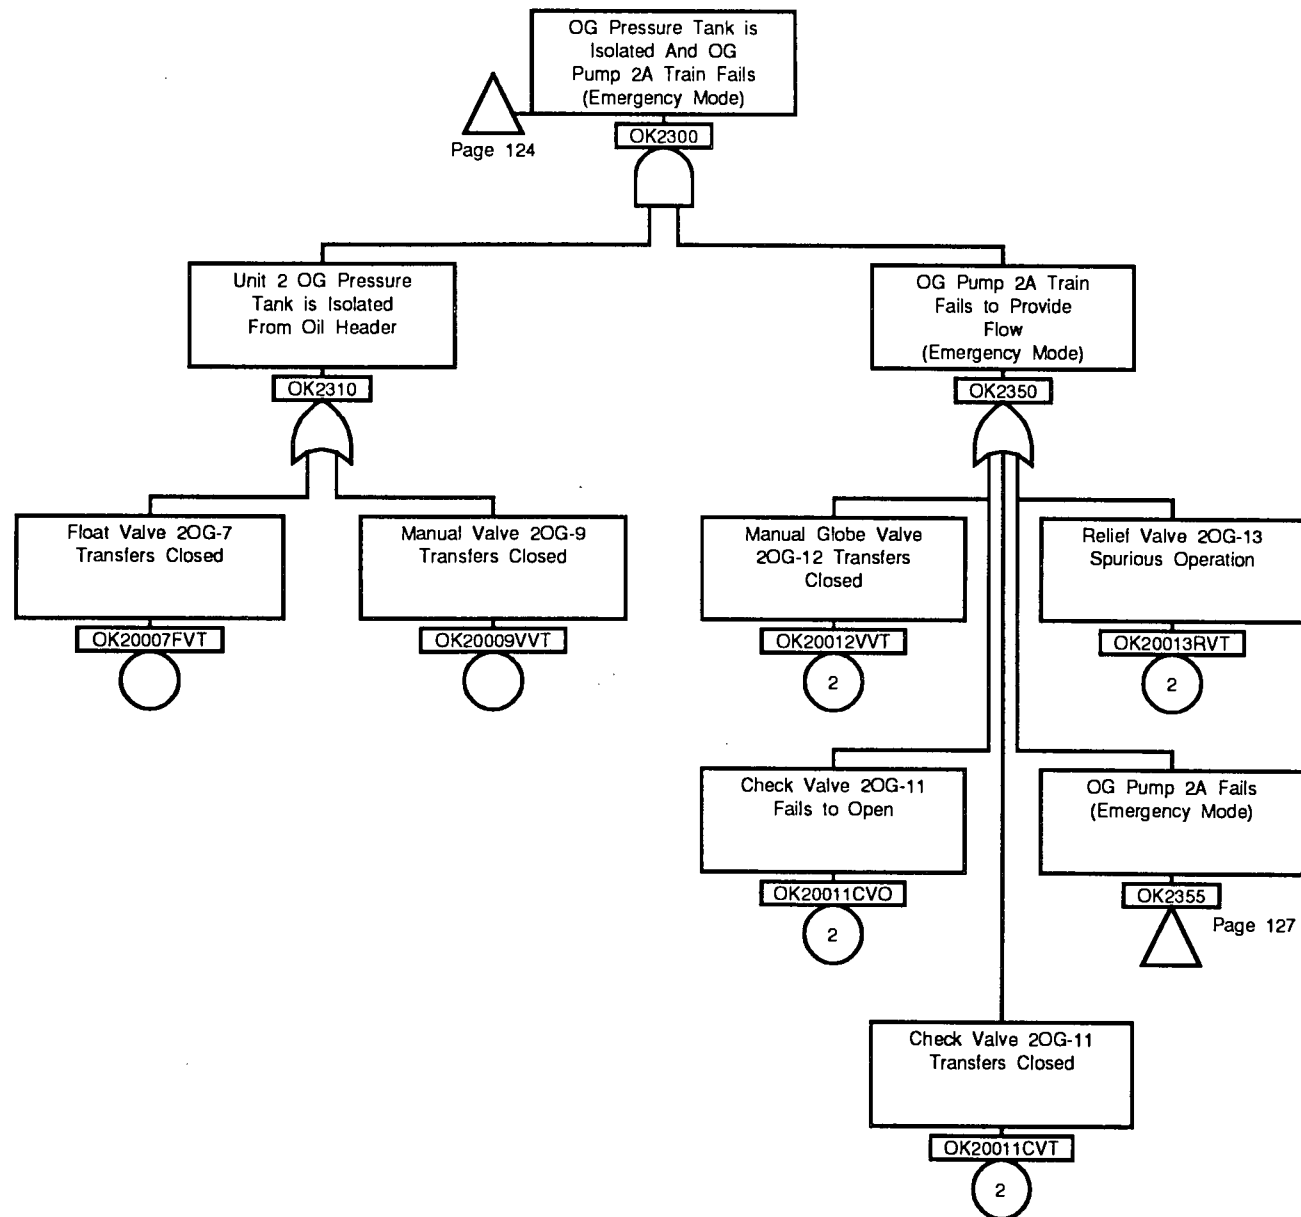 OG Pressure Tank is
Isolated And OG
Pump 2A Train Fails
(Emergency Mode)
Page 124
OK2300
Unit 2 OG Pressure
Tank is Isolated
From Oil Header
OK2310
OG Pump 2A Train
Fails to Provide
Flow
(Emergency Mode)
OK2350
Float Valve 2OG-7
Transfers Closed
OK20007FVT
Manual Valve 2OG-9
Transfers Closed
OK20009VVT
Manual Globe Valve
2OG-12 Transfers
Closed
OK20012VVT
2
Relief Valve 2OG-13
Spurious Operation
OK20013RVT
2
Check Valve 2OG-11
Fails to Open
OK20011CVO
2
OG Pump 2A Fails
(Emergency Mode)
OK2355
Page 127
Check Valve 2OG-11
Transfers Closed
OK20011CVT
2